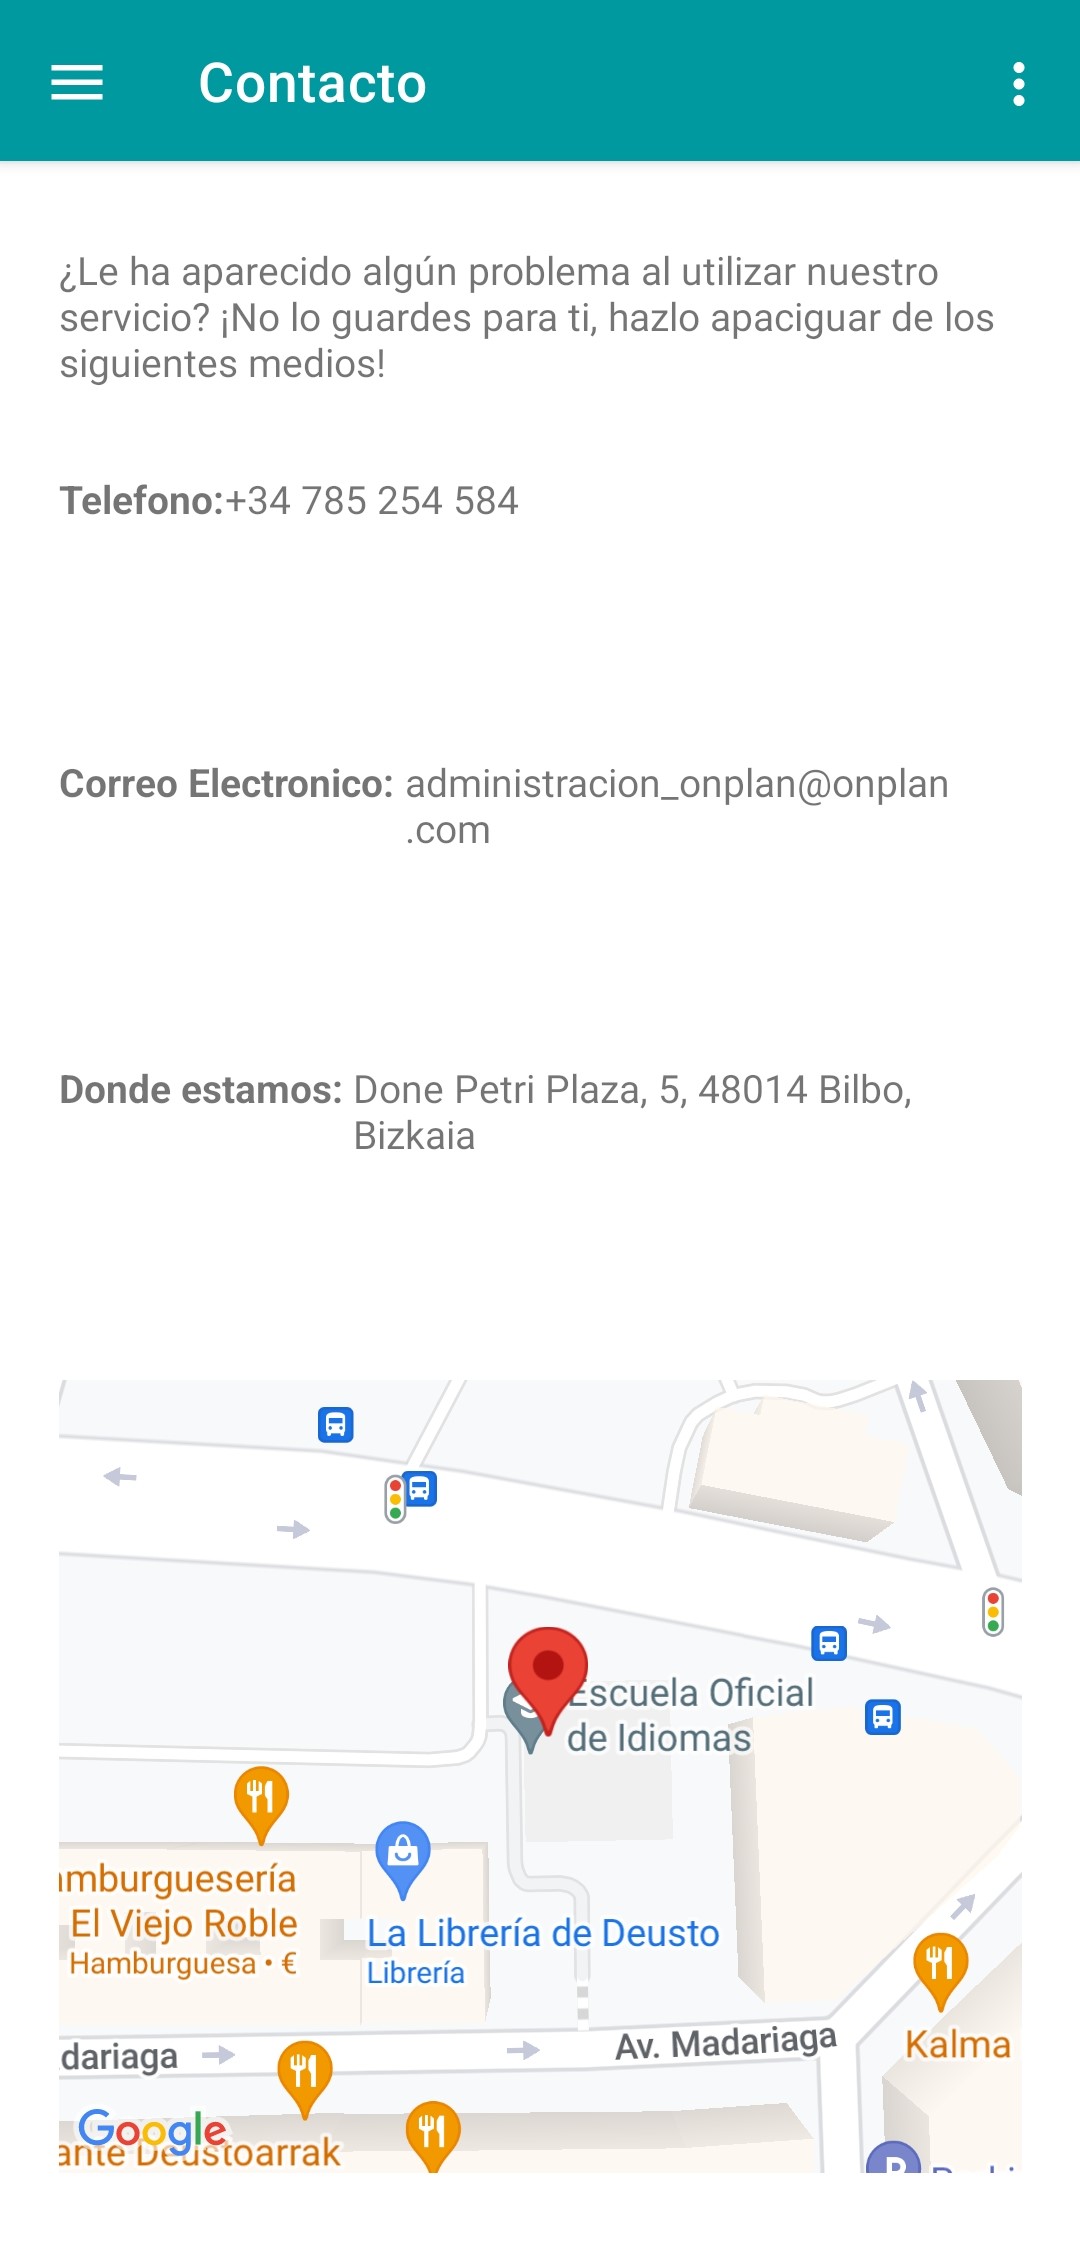 Contacto
¿Le ha aparecido algún problema al utilizar nuestro
servicio? ¡No lo guardes para ti, hazlo apaciguar de los
siguientes medios!
Telefono:+34 785 254 584
Correo Electronico: administracion_onplan@onplan
.com
Donde estamos: Done Petri Plaza, 5, 48014 Bilbo,
Bizkaia
Escuela Oficial
de Idiomas
amburguesería
El Viejo Roble
Hamburguesa • €
La Librería de Deusto
Librería
Av. Madariaga
dariaga
Kalma
Google
ante Deustoarrak
P